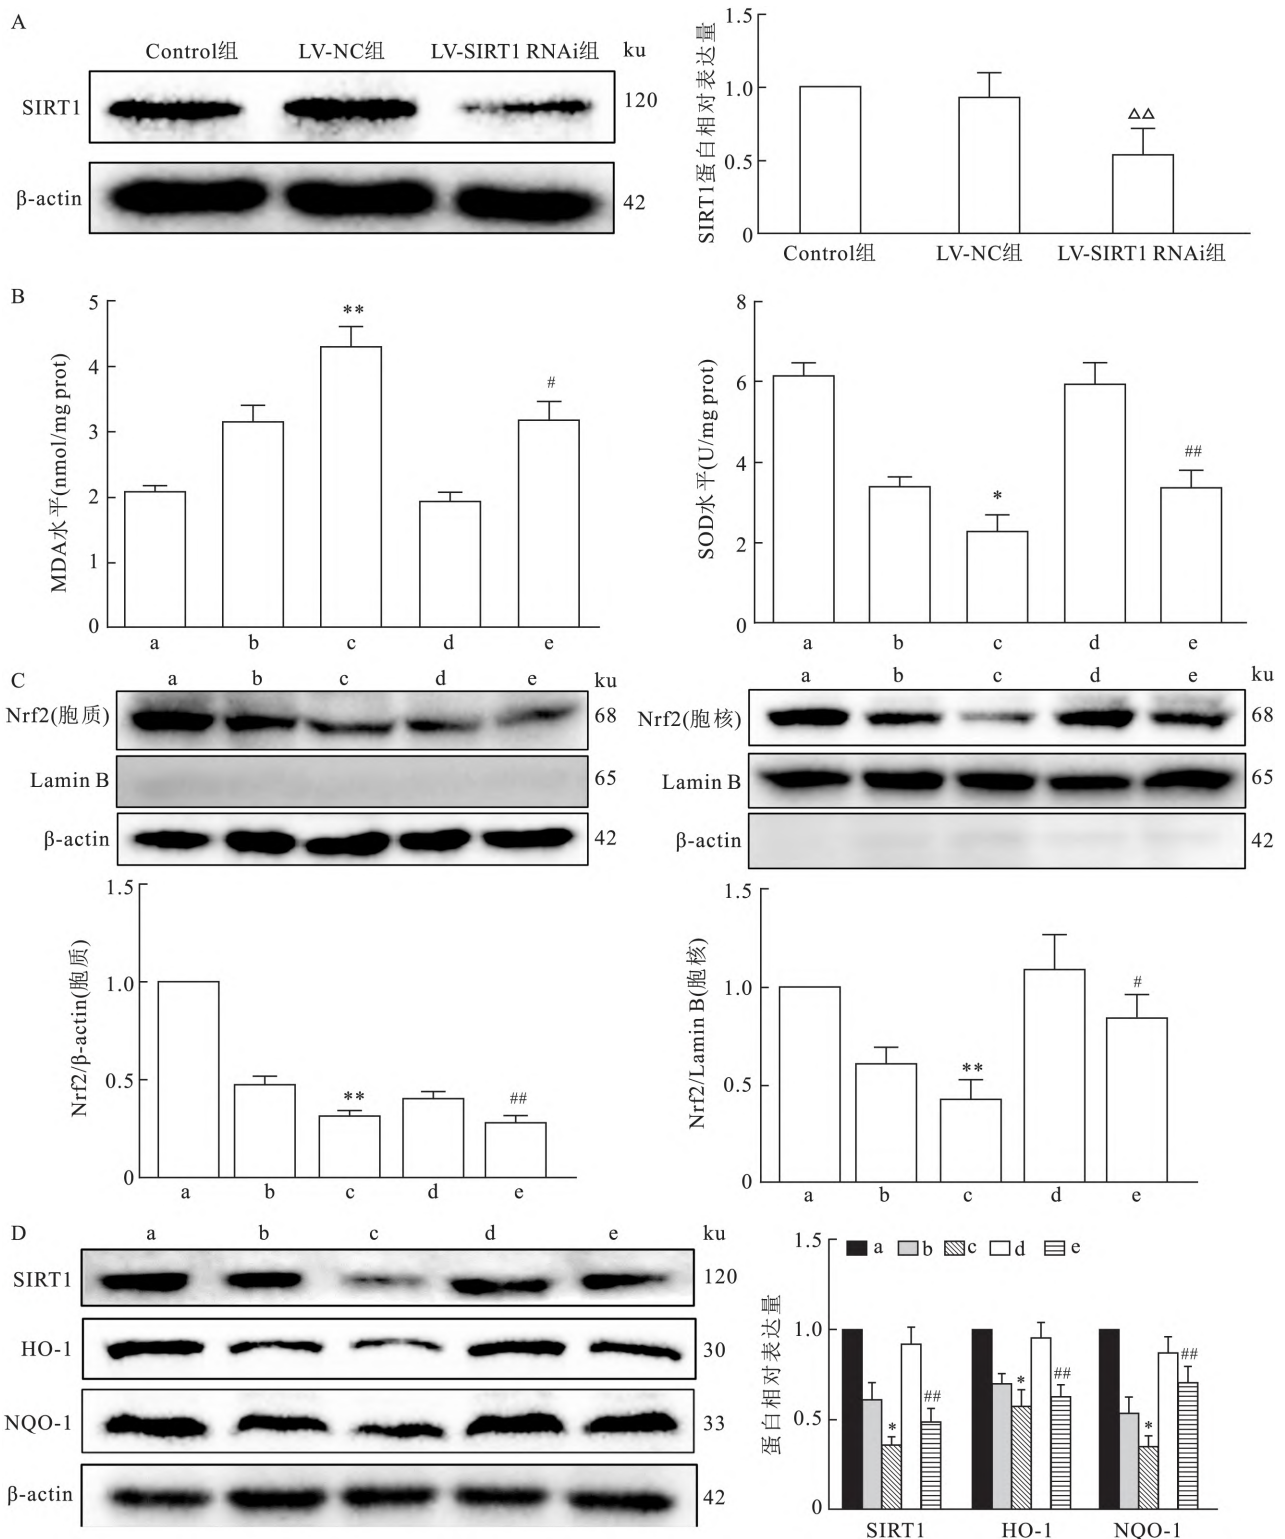 A
Control组 LV-NC组 LV-SIRT1 RNAi组 ku
SIRT1 120
β-actin 42
SIRT1蛋白相对表达量
1.5
1.0
0.5
0
△△
Control组 LV-NC组 LV-SIRT1 RNAi组
B
MDA水平(nmol/mg prot)
5
4
3
2
1
0
**
#
a b c d e
SOD水平(U/mg prot)
8
6
4
2
0
*
##
a b c d e
C
a b c d e ku
Nrf2(胞质) 68
Lamin B 65
β-actin 42
a b c d e ku
Nrf2(胞核) 68
Lamin B 65
β-actin 42
Nrf2/β-actin(胞质)
1.5
1.0
0.5
0
**
##
a b c d e
Nrf2/Lamin B(胞核)
1.5
1.0
0.5
0
**
#
a b c d e
D
a b c d e ku
SIRT1 120
HO-1 30
NQO-1 33
β-actin 42
蛋白相对表达量
1.5
1.0
0.5
0
a b c d e
* ##
* ##
* ##
SIRT1 HO-1 NQO-1